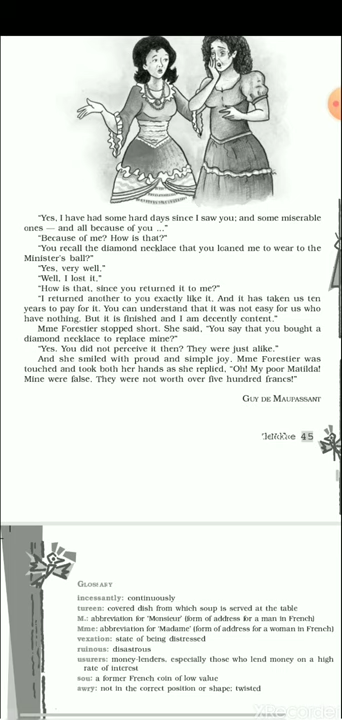 "Yes, I have had some hard days since I saw you; and some miserable
ones — and all because of you ..."
"Because of me? How is that?"
"You recall the diamond necklace that you loaned me to wear to the
Minister's ball?"
"Yes, very well."
"Well, I lost it."
"How is that, since you returned it to me?"
"I returned another to you exactly like it. And it has taken us ten
years to pay for it. You can understand that it was not easy for us who
have nothing. But it is finished and I am decently content."
Mme Forestier stopped short. She said, "You say that you bought a
diamond necklace to replace mine?"
"Yes. You did not perceive it then? They were just alike."
And she smiled with proud and simple joy. Mme Forestier was
touched and took both her hands as she replied, "Oh! My poor Matilda!
Mine were false. They were not worth over five hundred francs!"
GUY DE MAUPASSANT
45
GLOSSARY
incessantly: continuously
tureen: covered dish from which soup is served at the table
M.: abbreviation for 'Monsieur' (form of address for a man in French)
Mme: abbreviation for 'Madame' (form of address for a woman in French)
vexation: state of being distressed
ruinous: disastrous
usurers: money-lenders, especially those who lend money on a high
rate of interest
sou: a former French coin of low value
awry: not in the correct position or shape; twisted